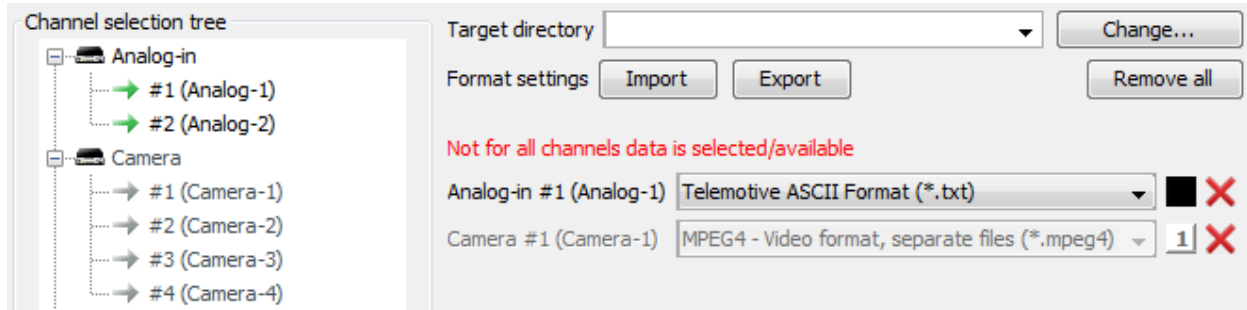 Channel selection tree
Analog-in
#1 (Analog-1)
#2 (Analog-2)
Camera
#1 (Camera-1)
#2 (Camera-2)
#3 (Camera-3)
#4 (Camera-4)
Target directory Change...
Format settings Import Export Remove all
Not for all channels data is selected/available
Analog-in #1 (Analog-1) Telemotive ASCII Format (*.txt)
Camera #1 (Camera-1) MPEG4 - Video format, separate files (*.mpeg4) 1